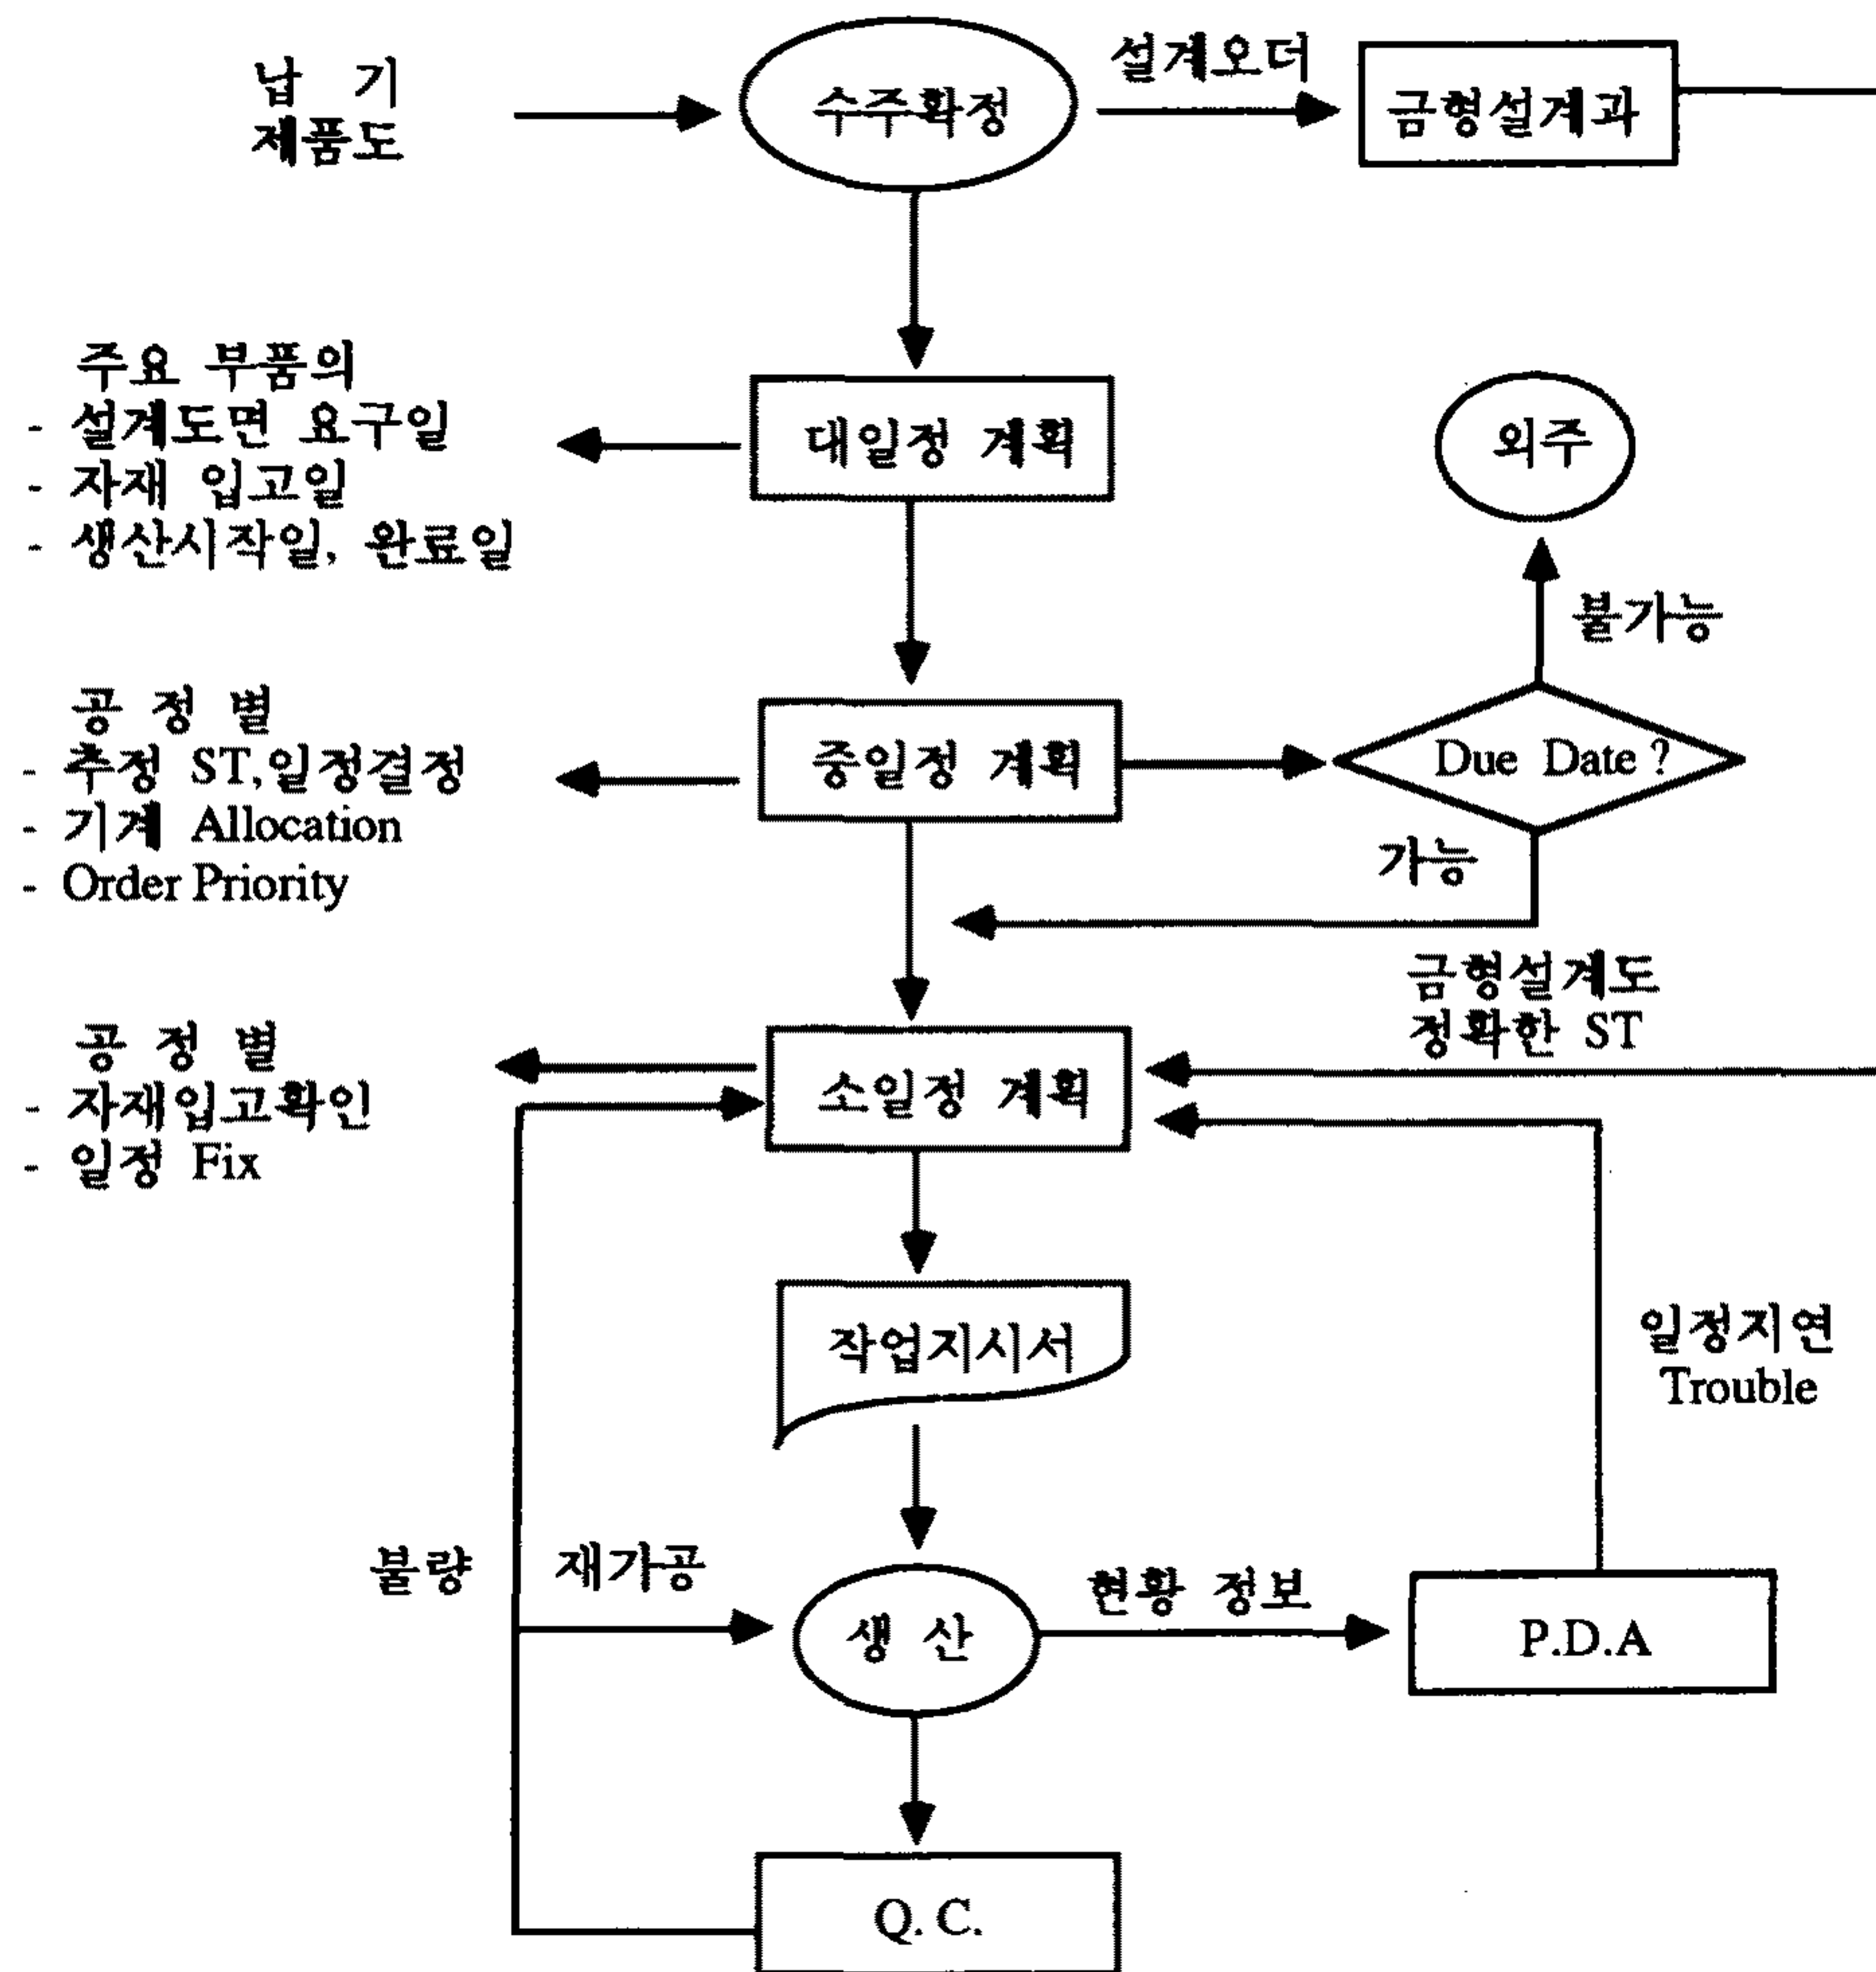 납 기
제품도
수주확정
설계오더
금형설계과
주요 부품의
- 설계도면 요구일
- 자재 입고일
- 생산시작일, 완료일
대일정 계획
외주
불가능
공 정 별
- 추정 ST,일정결정
- 기계 Allocation
- Order Priority
중일정 계획
Due Date ?
가능
금형설계도
정확한 ST
공 정 별
- 자재입고확인
- 일정 Fix
소일정 계획
작업지시서
일정지연
Trouble
불량
재가공
생 산
현황 정보
P.D.A
Q. C.